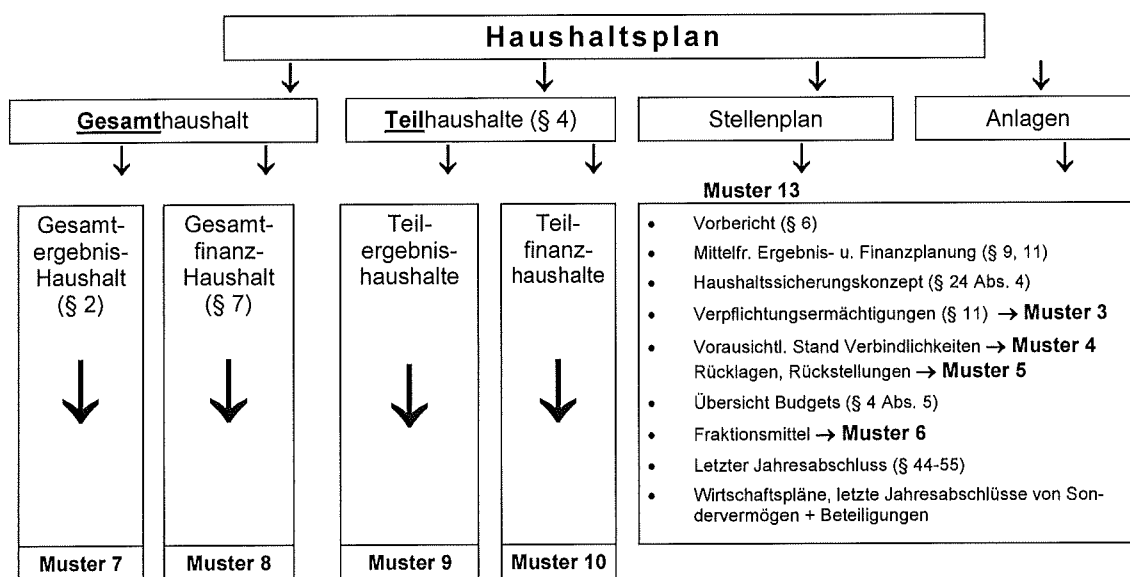 Haushaltsplan
Gesamthaushalt
Teilhaushalte (§ 4)
Stellenplan
Anlagen
Gesamt-
ergebnis-
Haushalt
(§ 2)
Muster 7
Gesamt-
finanz-
Haushalt
(§ 7)
Muster 8
Teil-
ergebnis-
haushalte
Muster 9
Teil-
finanz-
haushalte
Muster 10
Muster 13
• Vorbericht (§ 6)
• Mittelfr. Ergebnis- u. Finanzplanung (§ 9, 11)
• Haushaltssicherungskonzept (§ 24 Abs. 4)
• Verpflichtungsermächtigungen (§ 11) → Muster 3
• Vorausichtl. Stand Verbindlichkeiten → Muster 4
Rücklagen, Rückstellungen → Muster 5
• Übersicht Budgets (§ 4 Abs. 5)
• Fraktionsmittel → Muster 6
• Letzter Jahresabschluss (§ 44-55)
• Wirtschaftspläne, letzte Jahresabschlüsse von Son-
dervermögen + Beteiligungen